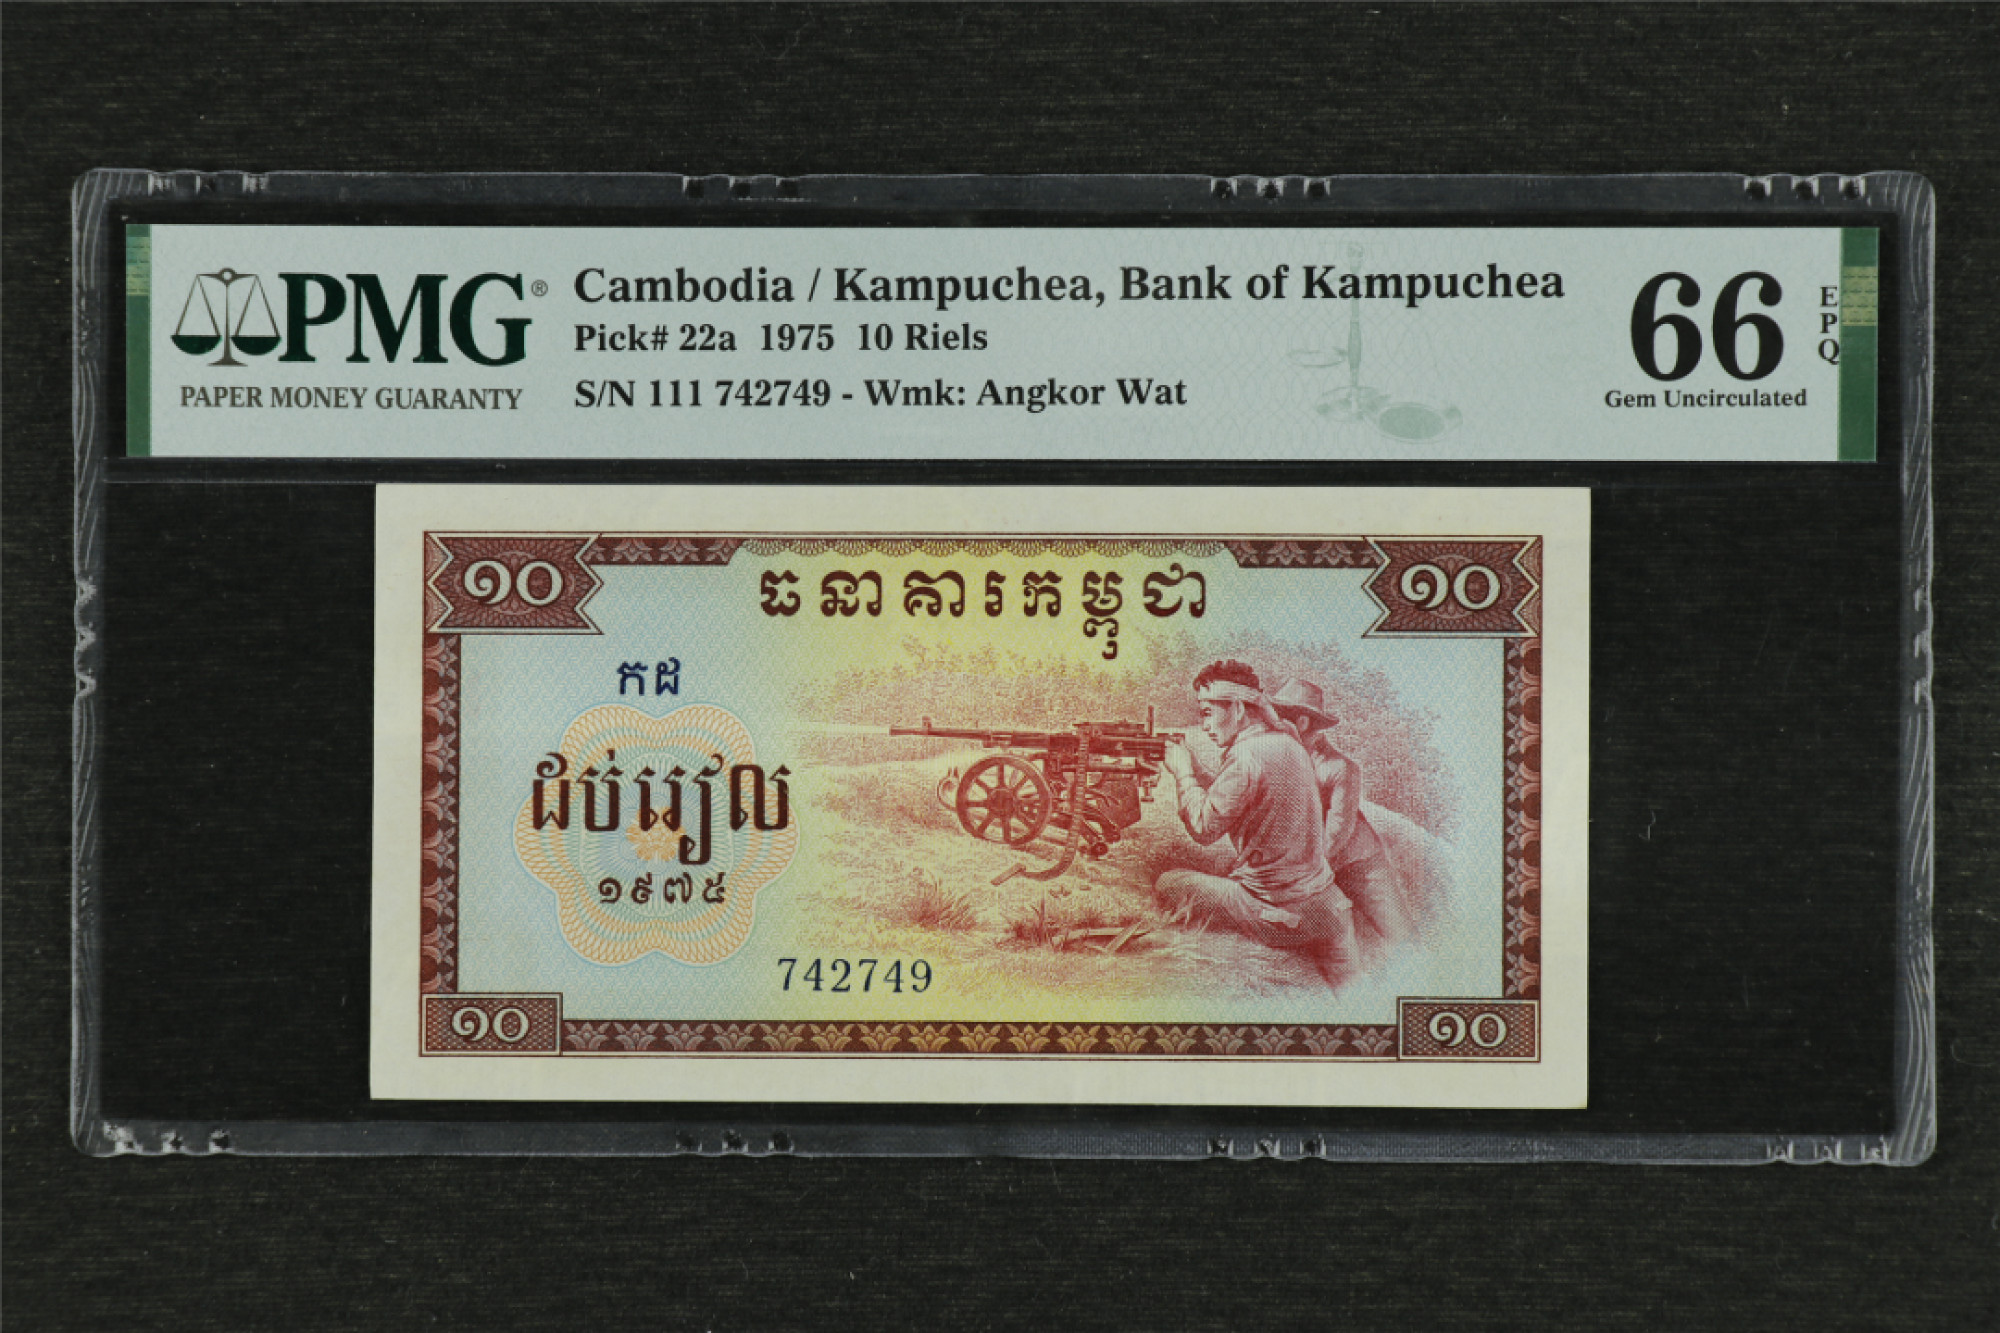 PMG®
PAPER MONEY GUARANTY
Cambodia / Kampuchea, Bank of Kampuchea
Pick# 22a 1975 10 Riels
S/N 111 742749 - Wmk: Angkor Wat
66
EPQ
Gem Uncirculated
១០
ធនាគារកម្ពុជា
១០
កដ
ដប់រៀល
១៩៧៥
742749
១០
១០